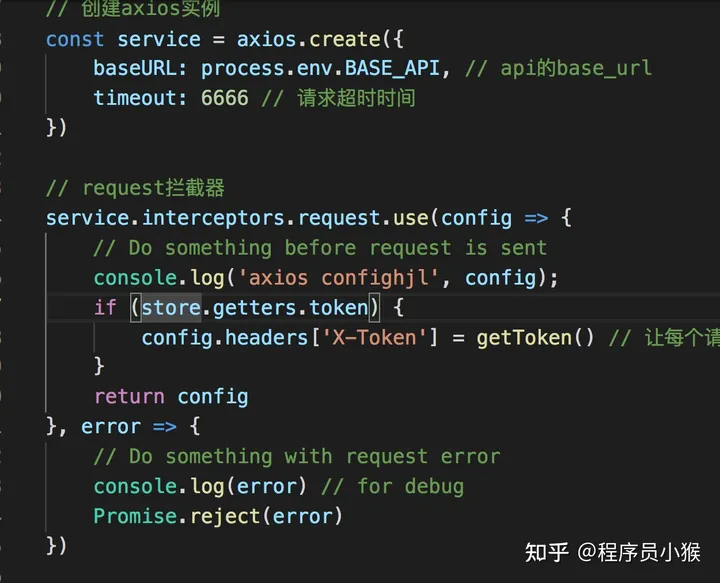 // 创建axios实例
const service = axios.create({
baseURL: process.env.BASE_API, // api的base_url
timeout: 6666 // 请求超时时间
})
// request拦截器
service.interceptors.request.use(config => {
// Do something before request is sent
console.log('axios confighjl', config);
if (store.getters.token) {
config.headers['X-Token'] = getToken() // 让每个请
}
return config
}, error => {
// Do something with request error
console.log(error) // for debug
Promise.reject(error)
})
知乎 @程序员小猴